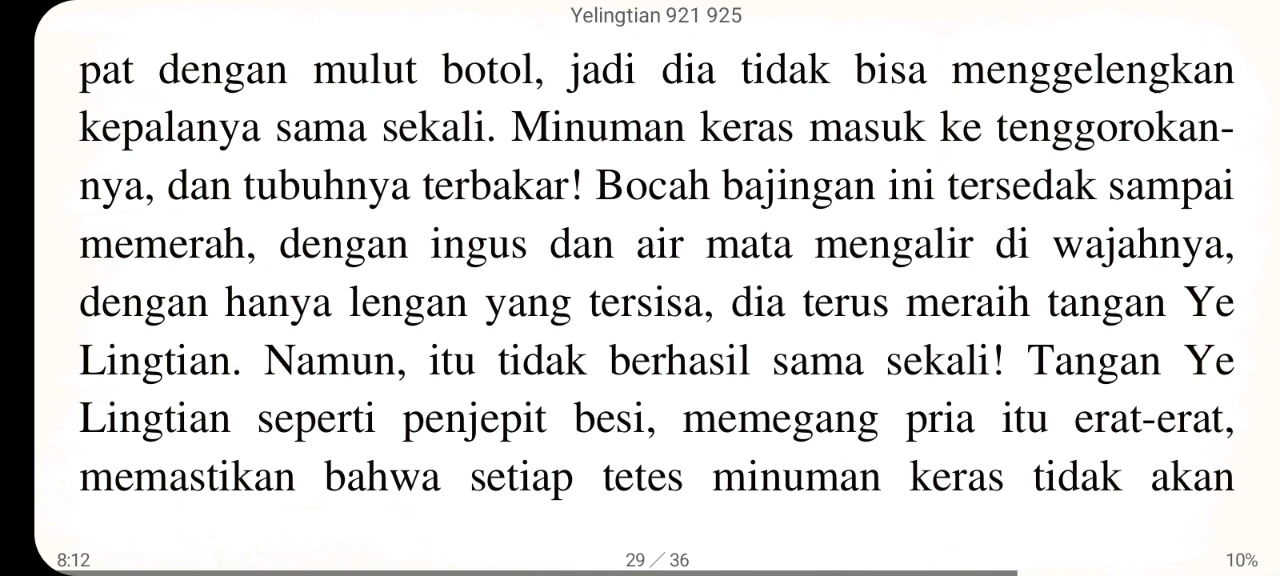 Yelingtian 921 925
pat dengan mulut botol, jadi dia tidak bisa menggelengkan
kepalanya sama sekali. Minuman keras masuk ke tenggorokan-
nya, dan tubuhnya terbakar! Bocah bajingan ini tersedak sampai
memerah, dengan ingus dan air mata mengalir di wajahnya,
dengan hanya lengan yang tersisa, dia terus meraih tangan Ye
Lingtian. Namun, itu tidak berhasil sama sekali! Tangan Ye
Lingtian seperti penjepit besi, memegang pria itu erat-erat,
memastikan bahwa setiap tetes minuman keras tidak akan
8:12 29 / 36 10%